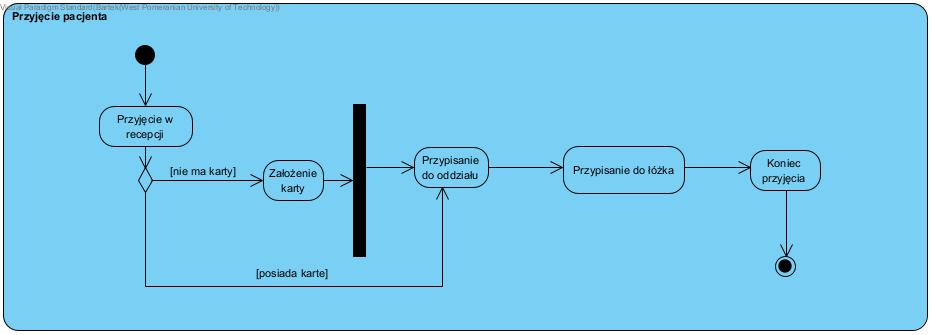 Visual Paradigm Standard(Bartek(West Pomeranian University of Technology))
Przyjęcie pacjenta
Przyjęcie w
recepcji
[nie ma karty]
Założenie
karty
Przypisanie
do oddziału
Przypisanie do łóżka
Koniec
przyjęcia
[posiada karte]